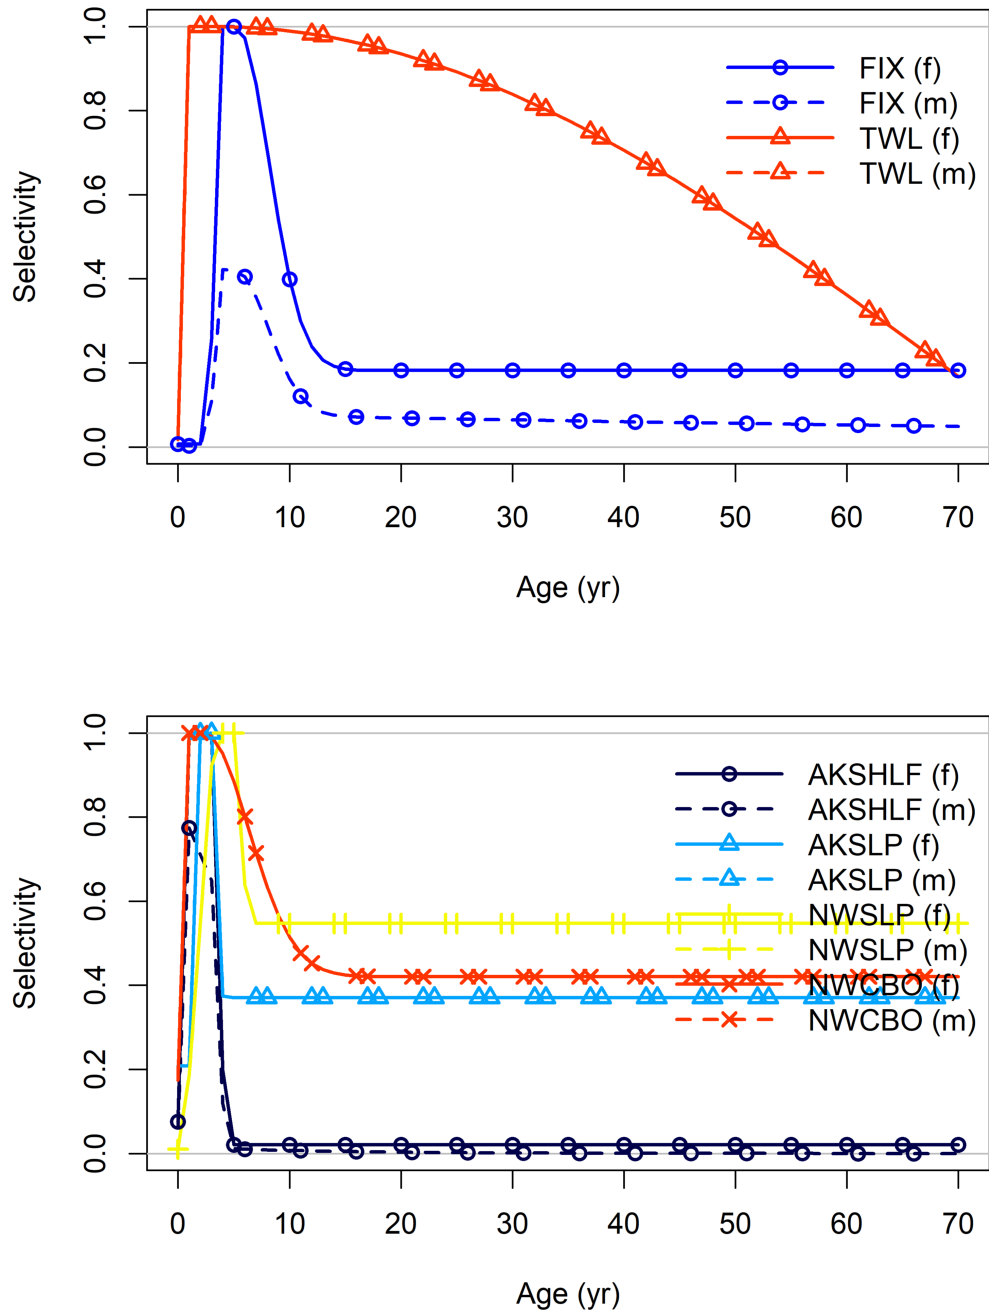 1.0
0.8
0.6
0.4
0.2
0.0
Selectivity
FIX (f)
FIX (m)
TWL (f)
TWL (m)
0 10 20 30 40 50 60 70
Age (yr)
1.0
0.8
0.6
0.4
0.2
0.0
Selectivity
AKSHLF (f)
AKSHLF (m)
AKSLP (f)
AKSLP (m)
NWSLP (f)
NWSLP (m)
NWCBO (f)
NWCBO (m)
0 10 20 30 40 50 60 70
Age (yr)